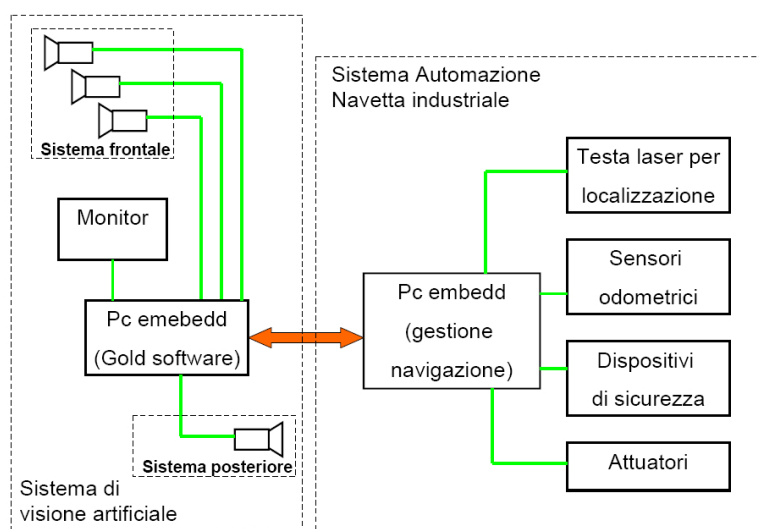 Sistema frontale
Monitor
Pc emebedd
(Gold software)
Sistema posteriore
Sistema di
visione artificiale
Sistema Automazione
Navetta industriale
Pc embedd
(gestione
navigazione)
Testa laser per
localizzazione
Sensori
odometrici
Dispositivi
di sicurezza
Attuatori